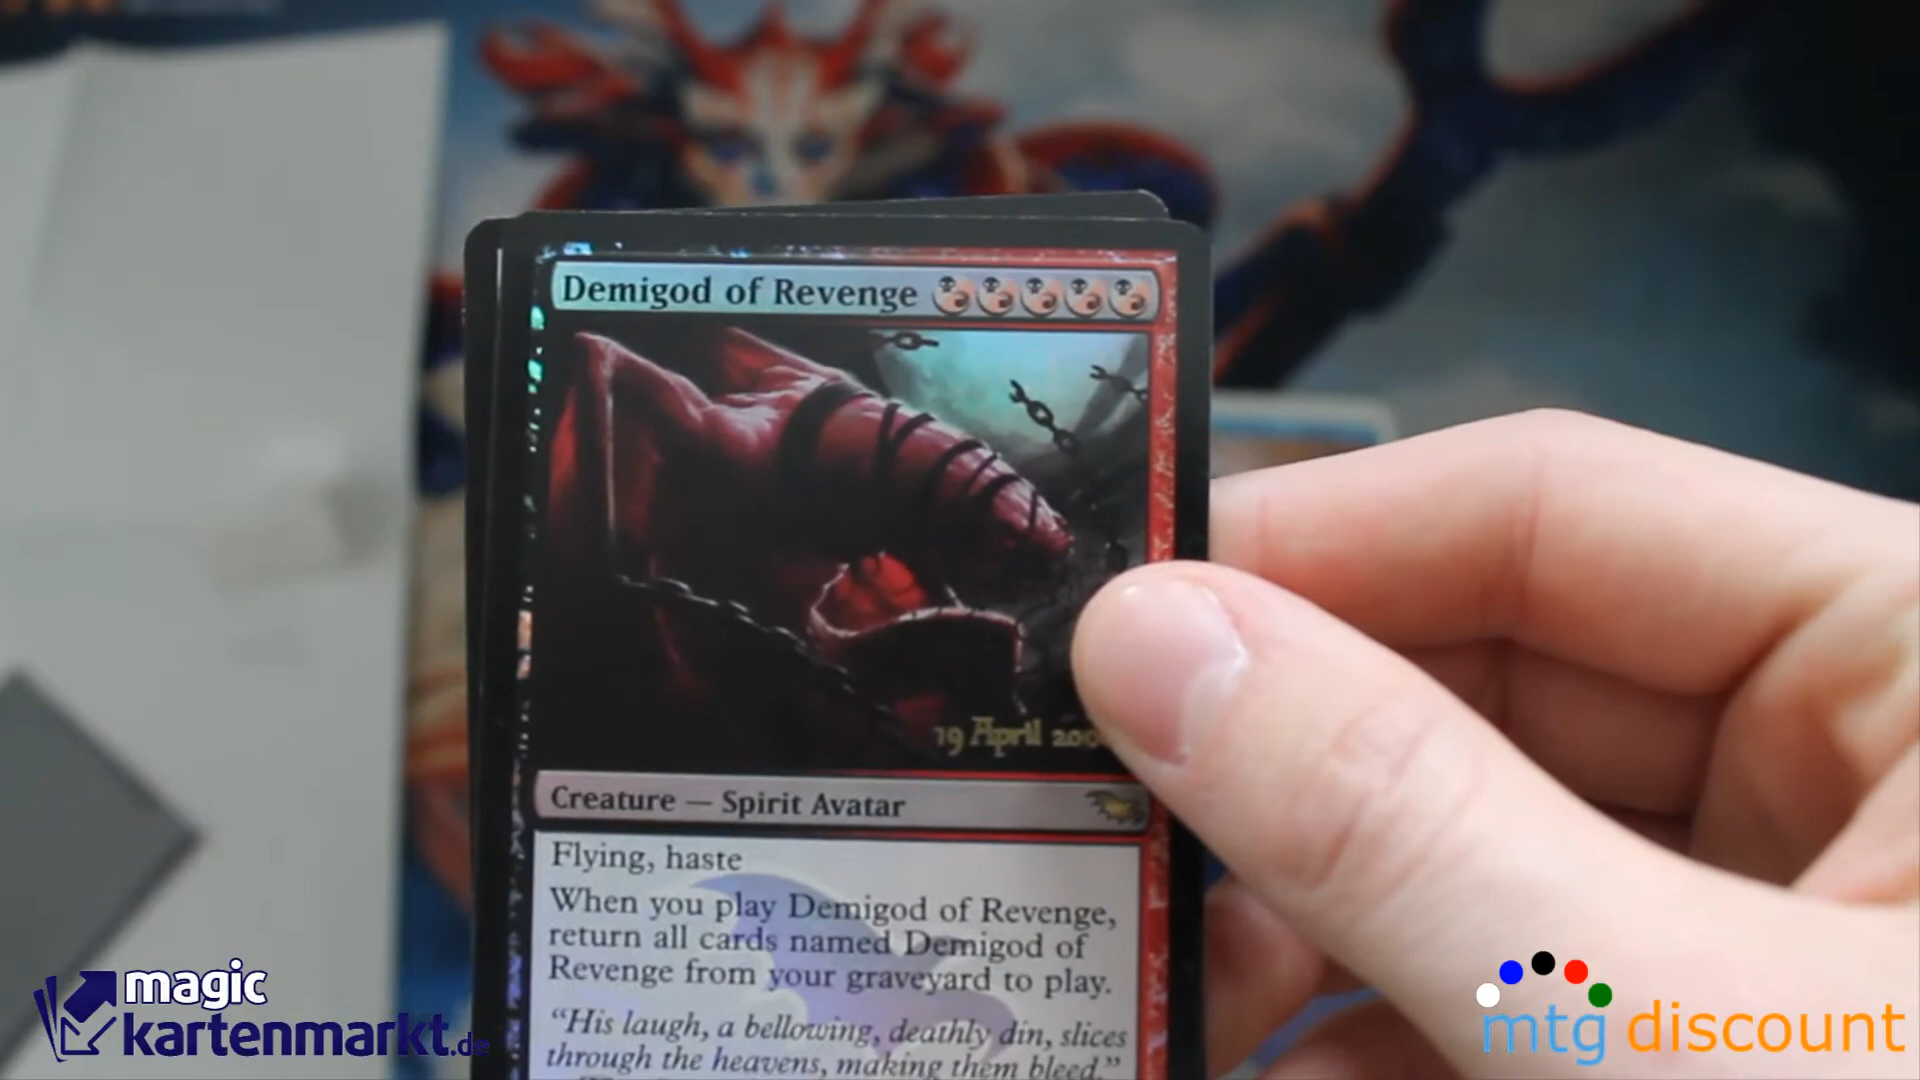 Demigod of Revenge
19 April 200
Creature — Spirit Avatar
Flying, haste
When you play Demigod of Revenge,
return all cards named Demigod of
Revenge from your graveyard to play.
“His laugh, a bellowing, deathly din, slices
through the heavens, making them bleed.”
magic
kartenmarkt.de
mtg discount